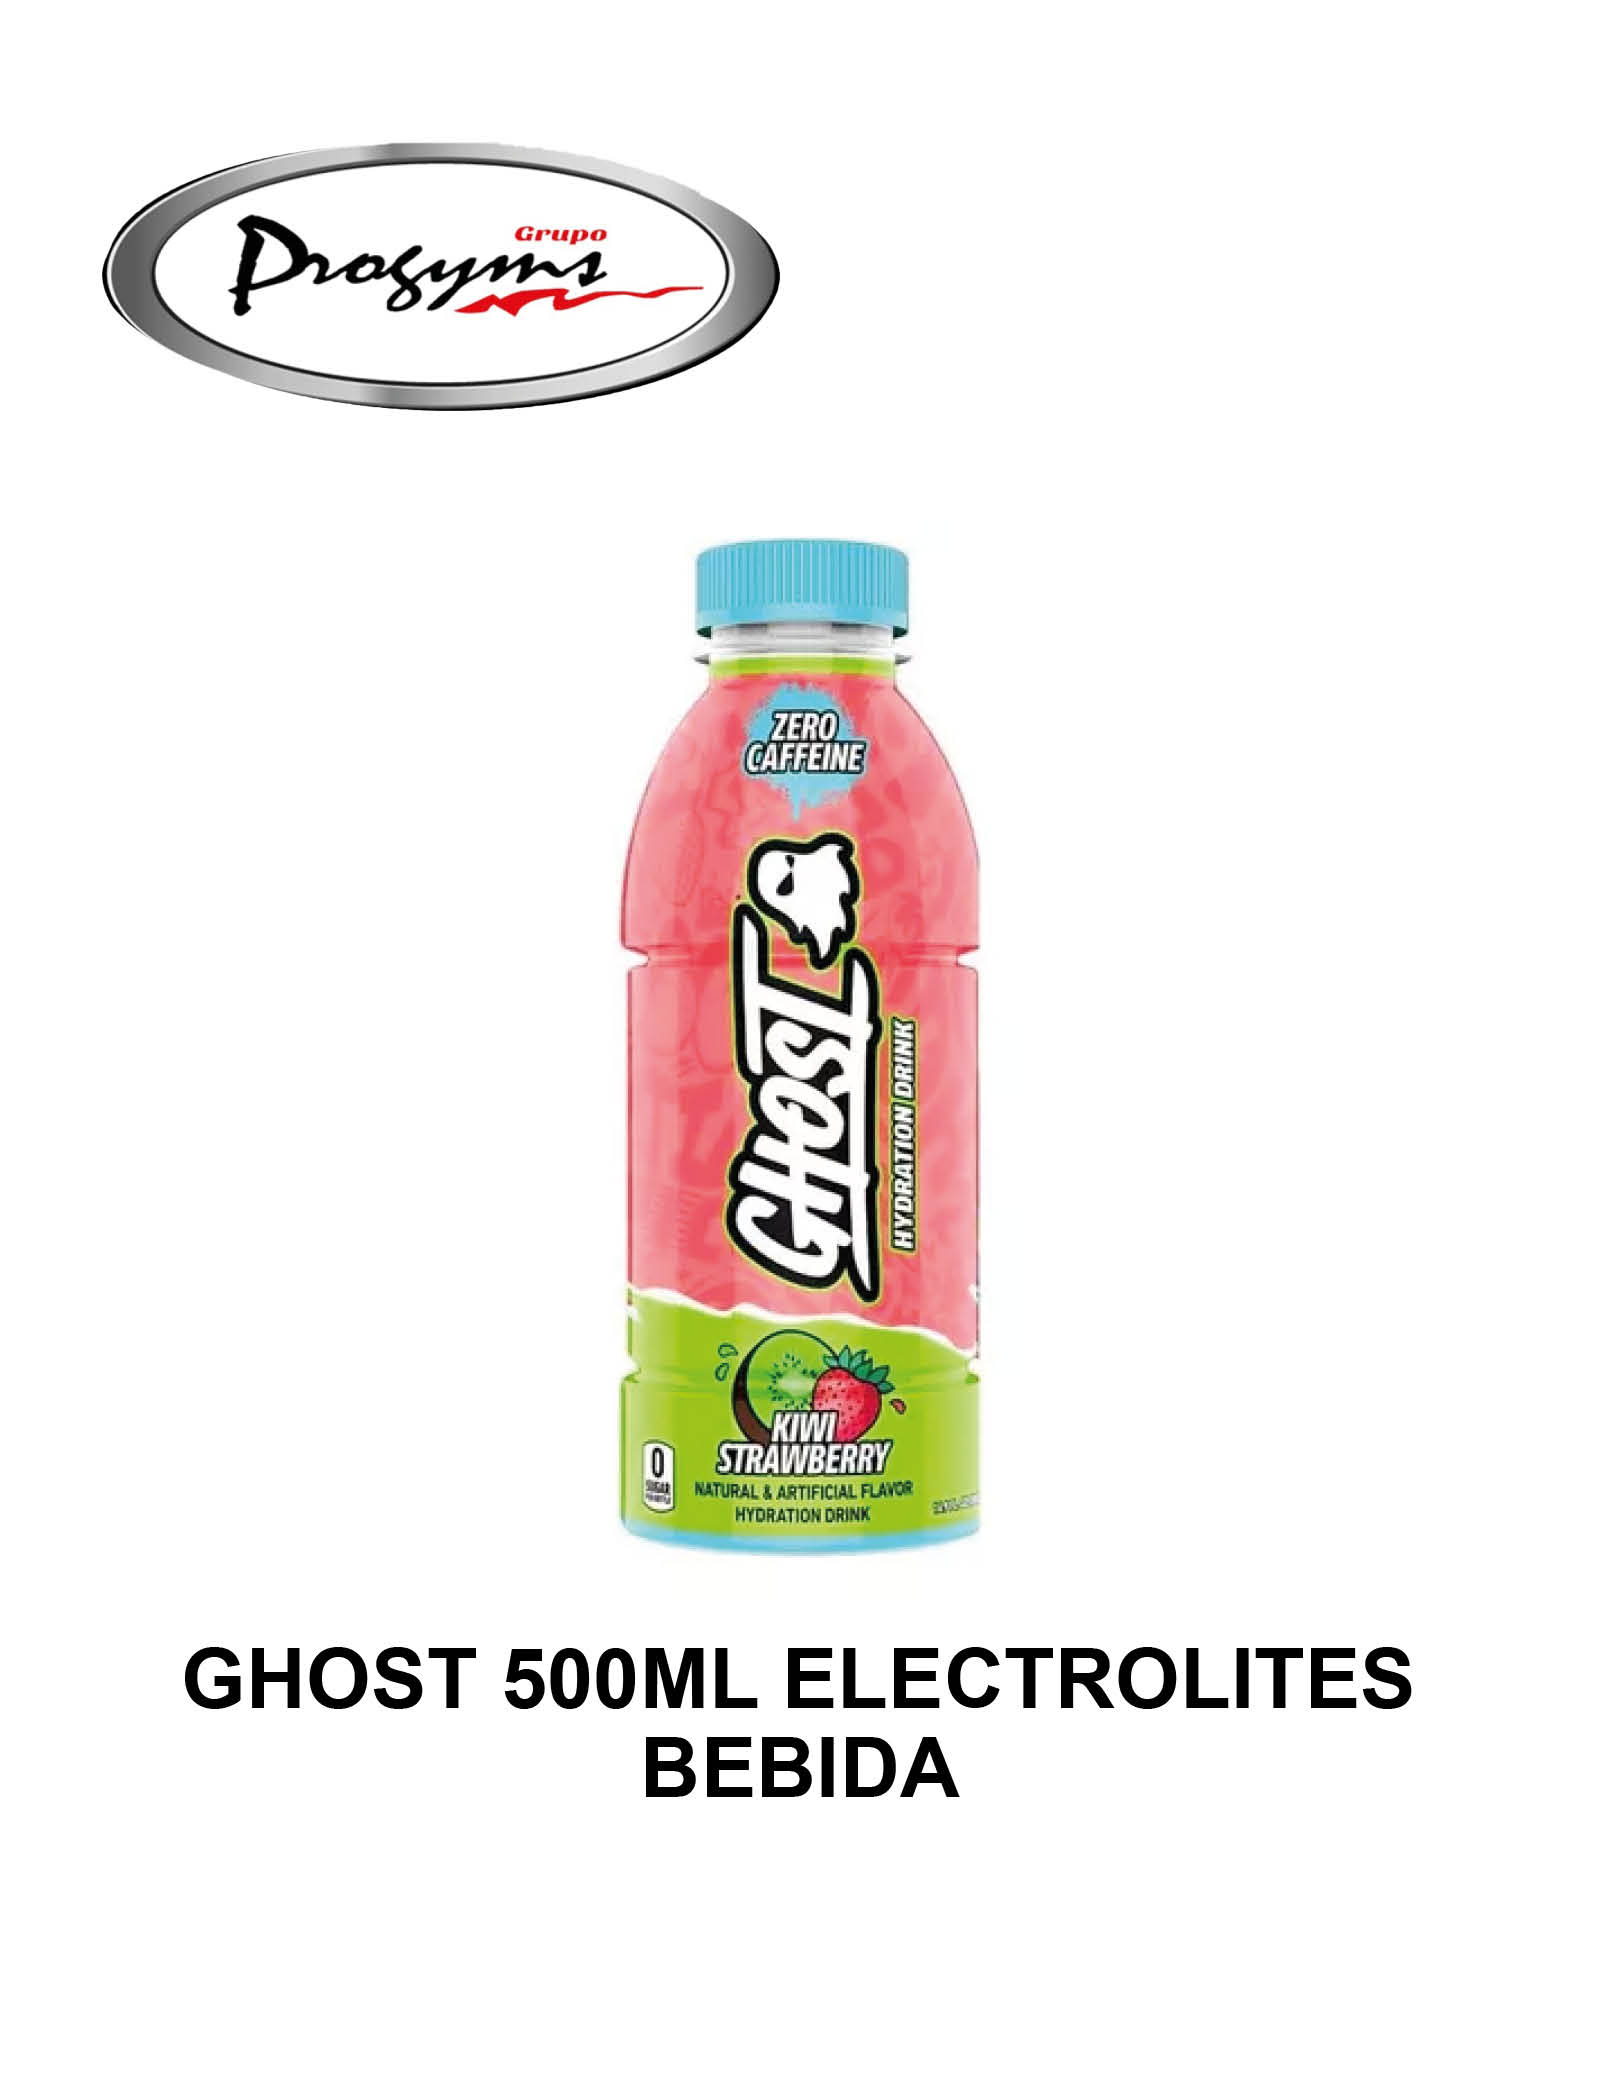 Grupo
Progyms
ZERO
CAFFEINE
GHOST
HYDRATION DRINK
KIWI
STRAWBERRY
0
SUGAR
NATURAL & ARTIFICIAL FLAVOR
HYDRATION DRINK
GHOST 500ML ELECTROLITES
BEBIDA